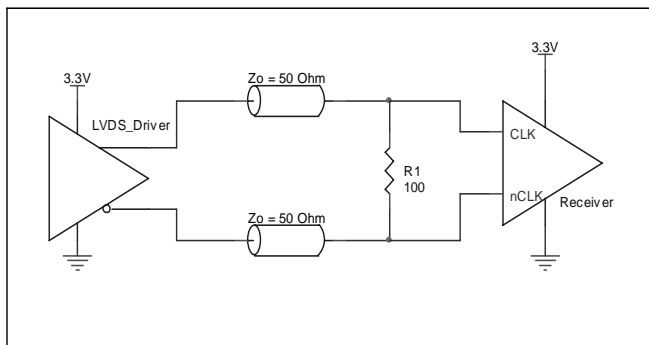 Zo = 50 Ohm
3.3V
3.3V
LVDS_Driver
CLK
R1
100
nCLK
Receiver
Zo = 50 Ohm